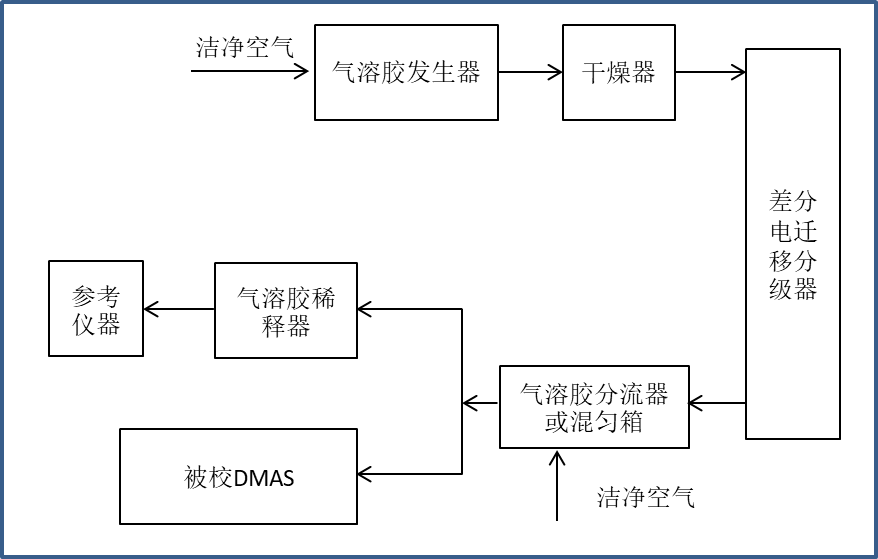 洁净空气
气溶胶发生器
干燥器
差分
电迁
移分
级器
参考
仪器
气溶胶稀
释器
气溶胶分流器
或混匀箱
被校DMAS
洁净空气